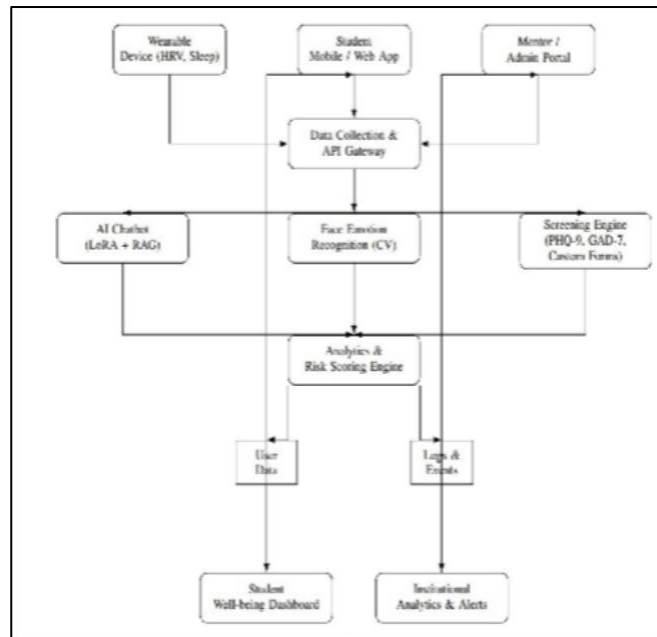 Wearable
Device (HRV, Sleep)
Student
Mobile / Web App
Mentor /
Admin Portal
Data Collection &
API Gateway
AI Chatbot
(LoRA + RAG)
Face Emotion
Recognition (CV)
Screening Engine
(PHQ-9, GAD-7,
Custom Forms)
Analytics &
Risk Scoring Engine
User
Data
Logs &
Events
Student
Well-being Dashboard
Institutional
Analytics & Alerts